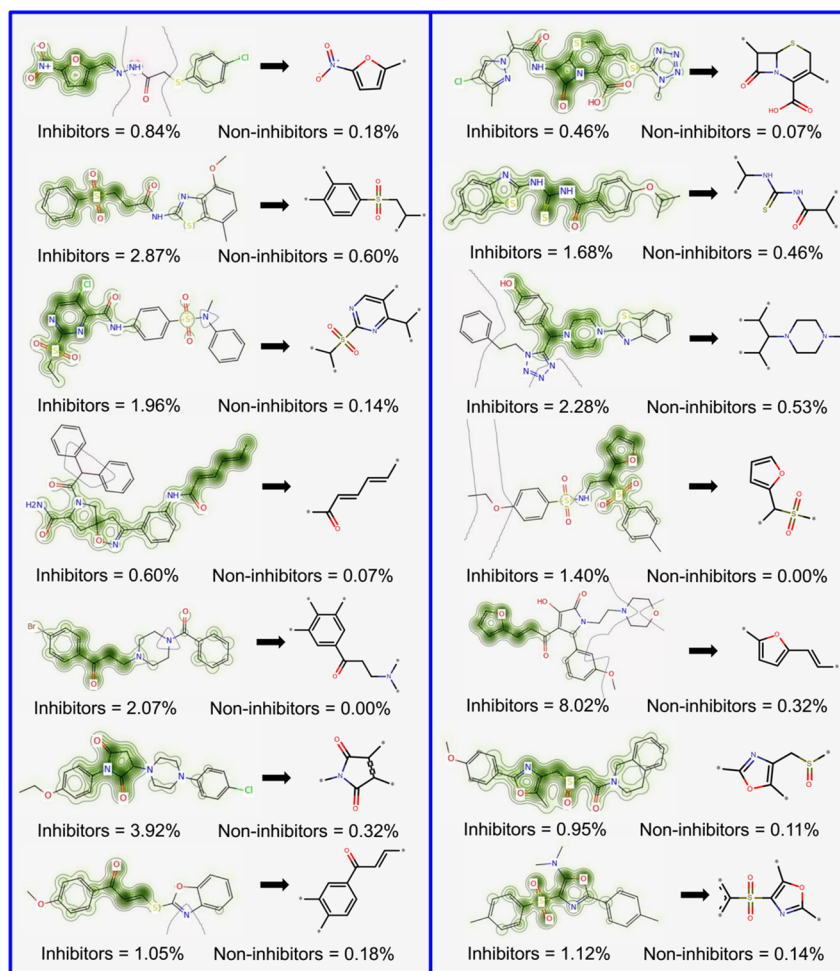 Inhibitors = 0.84% Non-inhibitors = 0.18%
Inhibitors = 2.87% Non-inhibitors = 0.60%
Inhibitors = 1.96% Non-inhibitors = 0.14%
Inhibitors = 0.60% Non-inhibitors = 0.07%
Inhibitors = 2.07% Non-inhibitors = 0.00%
Inhibitors = 3.92% Non-inhibitors = 0.32%
Inhibitors = 1.05% Non-inhibitors = 0.18%
Inhibitors = 0.46% Non-inhibitors = 0.07%
Inhibitors = 1.68% Non-inhibitors = 0.46%
Inhibitors = 2.28% Non-inhibitors = 0.53%
Inhibitors = 1.40% Non-inhibitors = 0.00%
Inhibitors = 8.02% Non-inhibitors = 0.32%
Inhibitors = 0.95% Non-inhibitors = 0.11%
Inhibitors = 1.12% Non-inhibitors = 0.14%